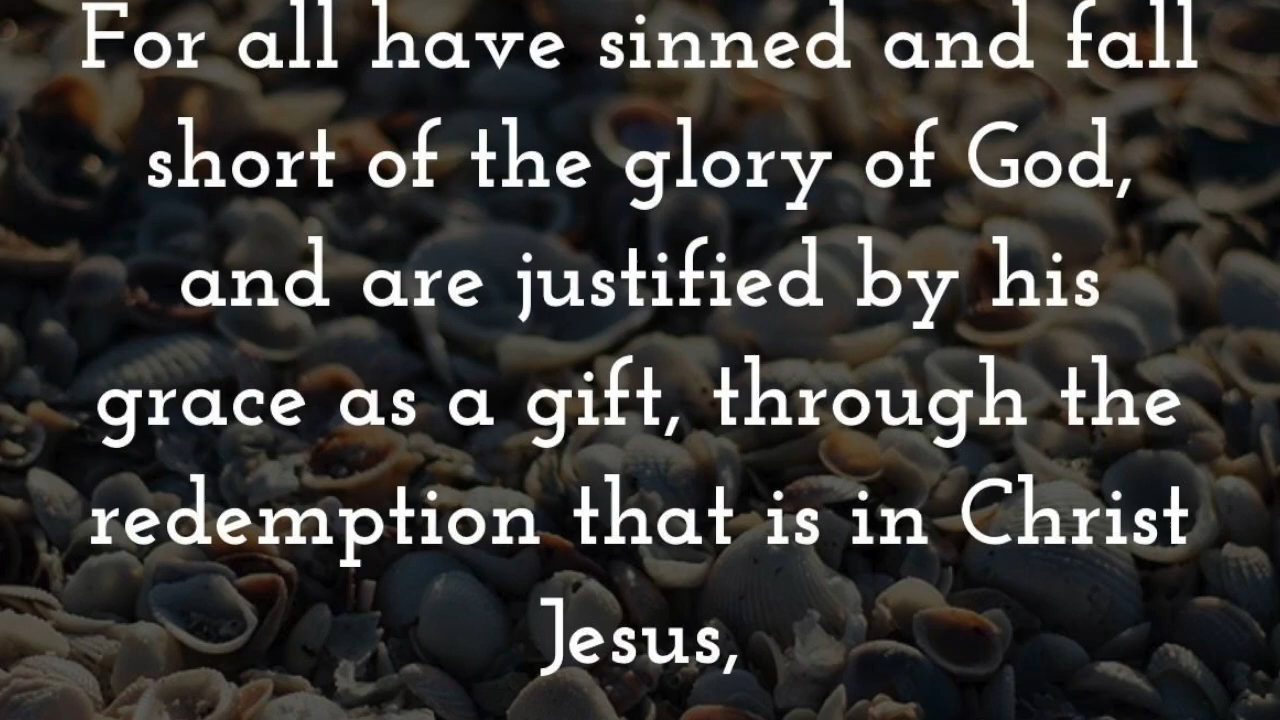 For all have sinned and fall
short of the glory of God,
and are justified by his
grace as a gift, through the
redemption that is in Christ
Jesus,